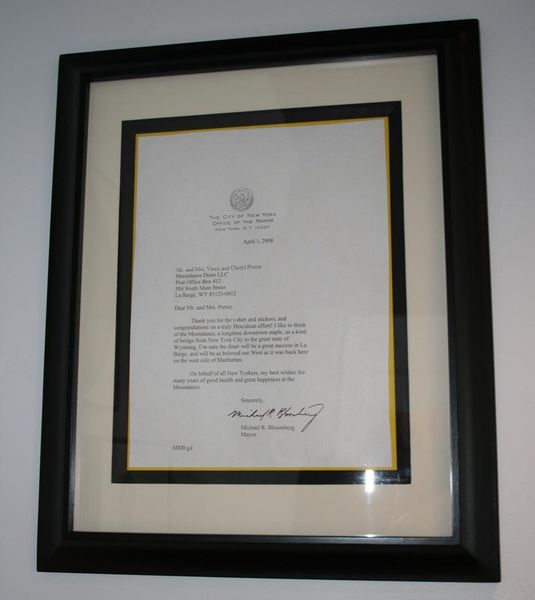 THE CITY OF NEW YORK
OFFICE OF THE MAYOR
NEW YORK, N.Y. 10007
April 1, 2008
Mr. and Mrs. Vince and Cheryl Pierce
Moondance Diner LLC
Post Office Box 412
584 South Main Street
La Barge, WY 83123-0412
Dear Mr. and Mrs. Pierce:
Thank you for the t-shirt and stickers, and
congratulations on a truly Herculean effort! I like to think
of the Moondance, a longtime downtown staple, as a kind
of bridge from New York City to the great state of
Wyoming. I'm sure the diner will be a great success in La
Barge, and will be as beloved out West as it was back here
on the west side of Manhattan.
On behalf of all New Yorkers, my best wishes for
many years of good health and great happiness at the
Moondance.
Sincerely,
Michael R. Bloomberg
Michael R. Bloomberg
Mayor
MRB:gd